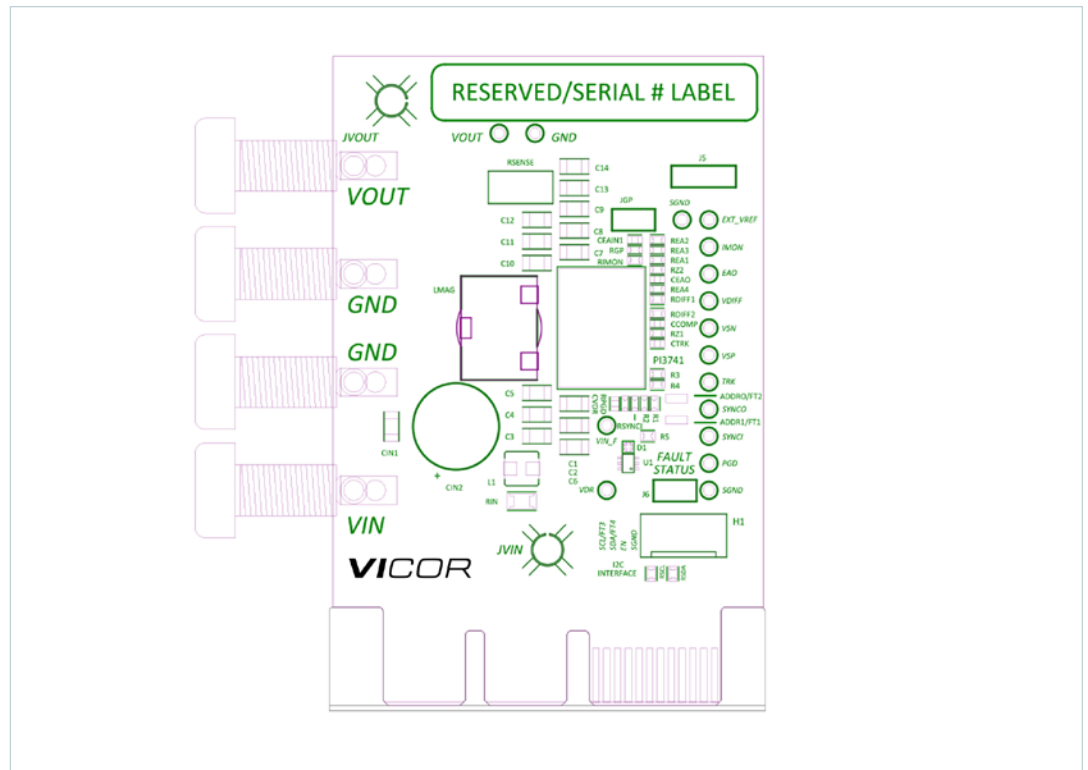 RESERVED/SERIAL # LABEL
JVOUT
VOUT
GND
VOUT
RSENSE
C14
C13
C9
C8
C7
C12
C11
C10
J5
JGP
SGND
EXT_VREF
CEAIN1
RGP
RIMON
REA2
REA3
REA1
RZ2
CEAO
REA4
RDIFF1
RDIFF2
CCOMP
RZ1
CTRK
IMON
EAO
VDIFF
VSN
VSP
TRK
GND
LMAG
GND
PI3741
R3
R4
ADDR0/FT2
SYNCO
ADDR1/FT1
SYNCI
C5
C4
C3
CVDR
RPGD
R2
R1
RSYNCI
VIN_F
R5
D1
U1
FAULT
STATUS
PGD
CIN1
+
CIN2
C1
C2
C6
L1
RIN
VDR
J6
SGND
VIN
JVIN
VICOR
SCL/FT3
SDA/FT4
EN
SGND
H1
I2C
INTERFACE
RSCL
RSDA